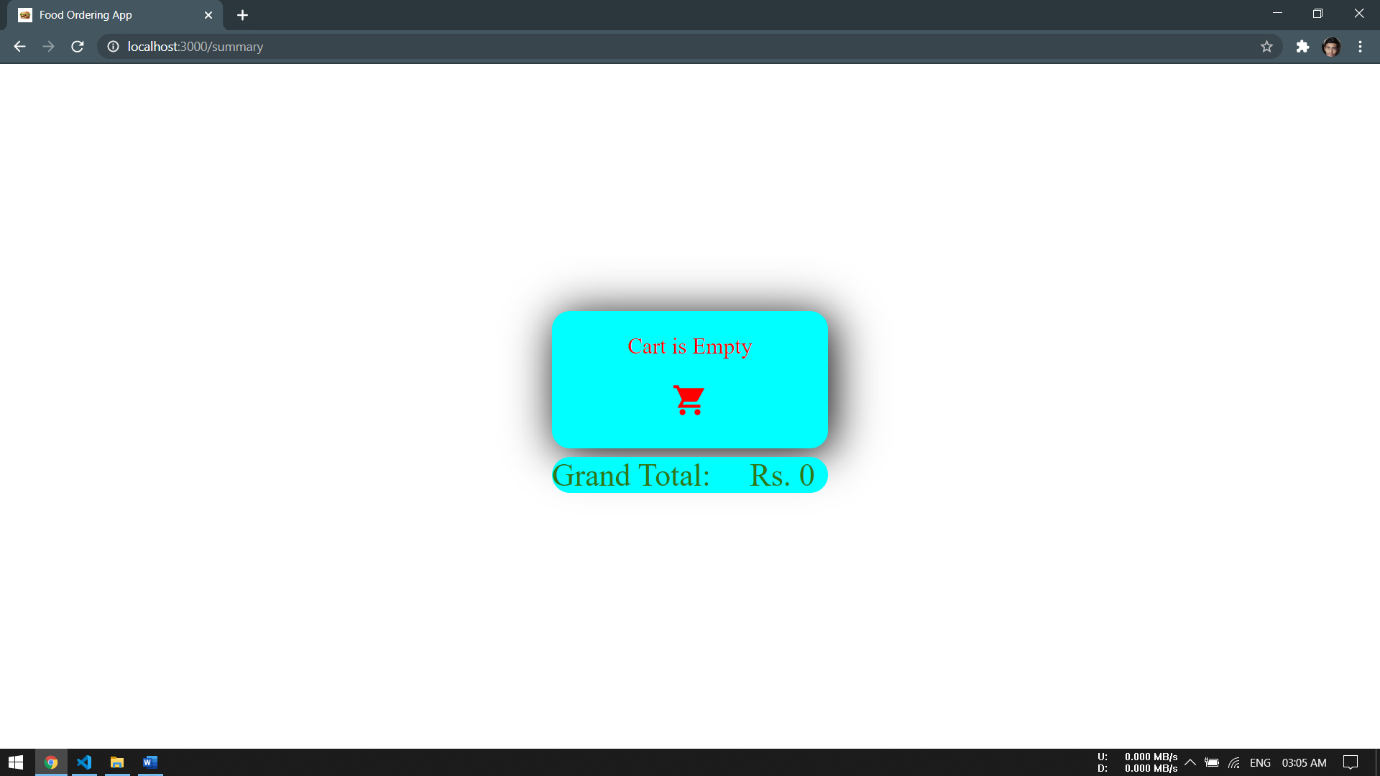 Food Ordering App
localhost:3000/summary
Cart is Empty
Grand Total: Rs. 0
U: 0.000 MB/s
D: 0.000 MB/s
ENG 03:05 AM